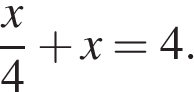 x/4 + x = 4.